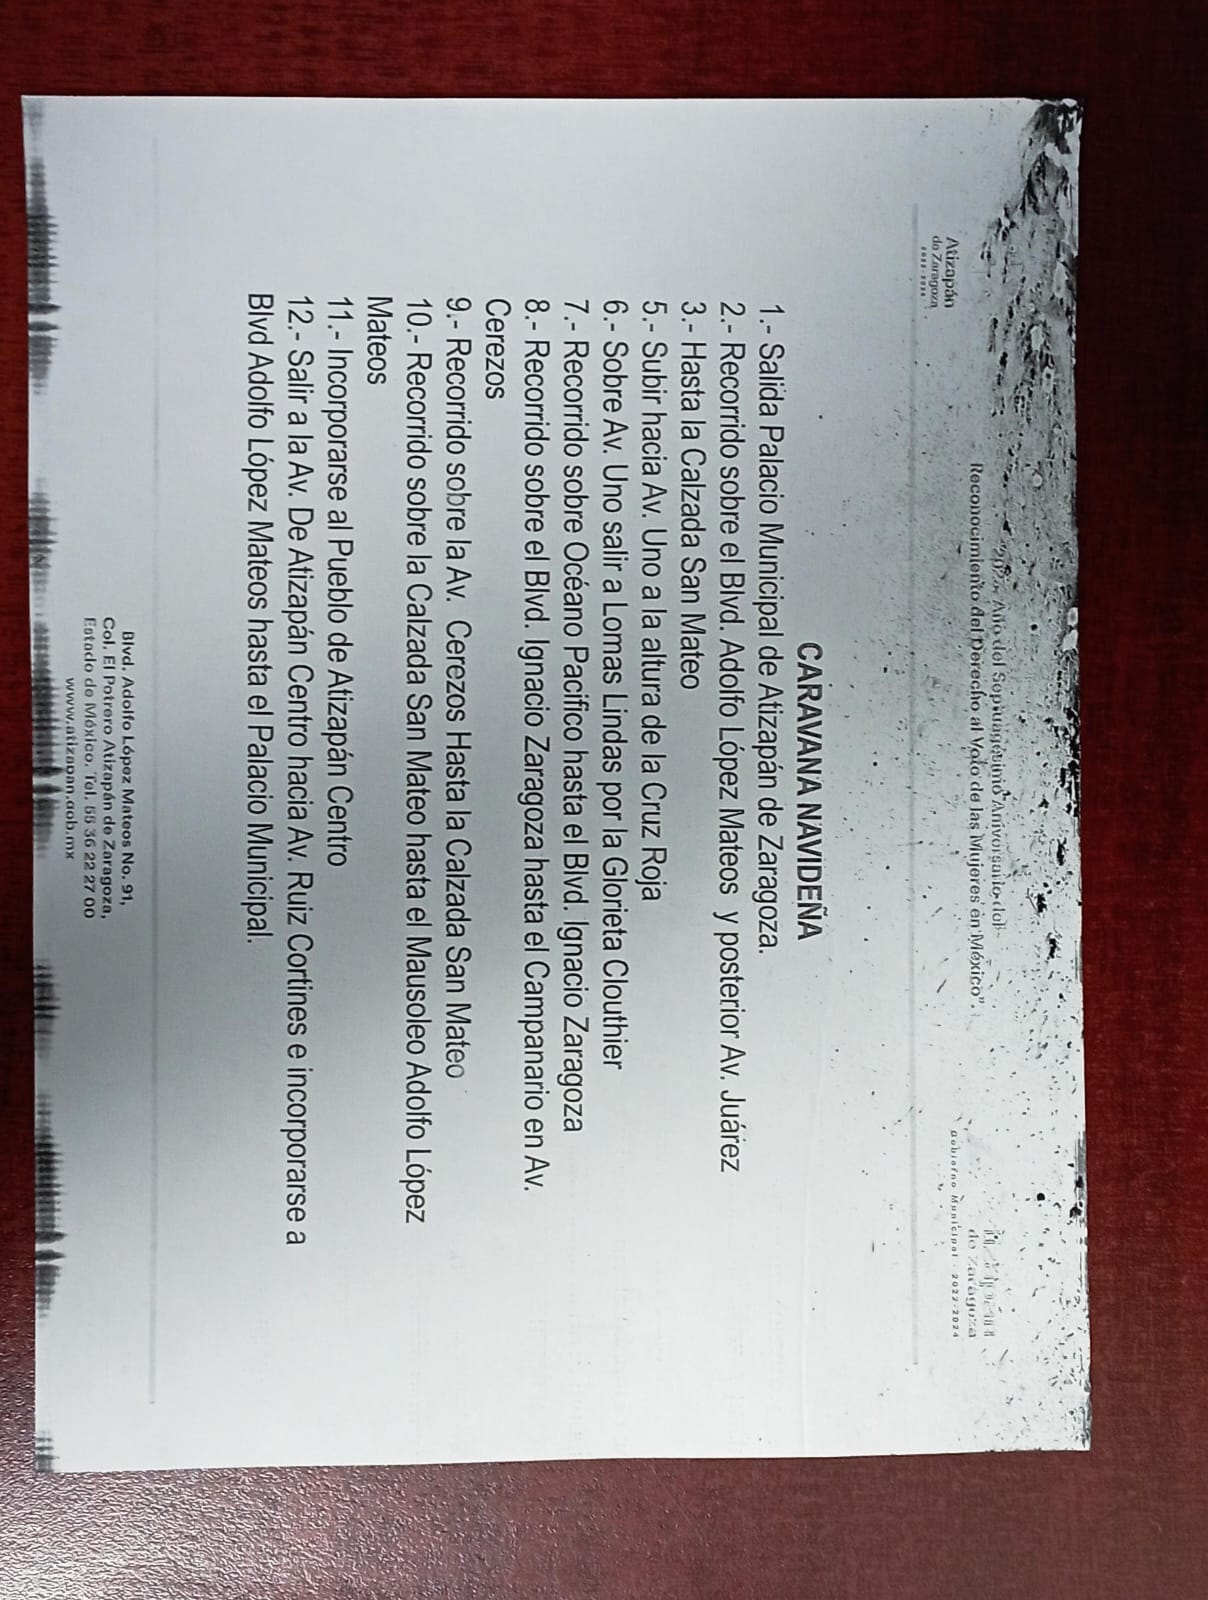 Atizapán
de Zaragoza
2022-2024
"2023. Año del Septuagésimo Aniversario del
Reconocimiento del Derecho al Voto de las Mujeres en México".
de Zaragoza
Gobierno Municipal · 2022-2024
CARAVANA NAVIDEÑA
1.- Salida Palacio Municipal de Atizapán de Zaragoza.
2.- Recorrido sobre el Blvd. Adolfo López Mateos y posterior Av. Juárez
3.- Hasta la Calzada San Mateo
5.- Subir hacia Av. Uno a la altura de la Cruz Roja
6.- Sobre Av. Uno salir a Lomas Lindas por la Glorieta Clouthier
7.- Recorrido sobre Océano Pacifico hasta el Blvd. Ignacio Zaragoza
8.- Recorrido sobre el Blvd. Ignacio Zaragoza hasta el Campanario en Av.
Cerezos
9.- Recorrido sobre la Av. Cerezos Hasta la Calzada San Mateo
10.- Recorrido sobre la Calzada San Mateo hasta el Mausoleo Adolfo López
Mateos
11.- Incorporarse al Pueblo de Atizapán Centro
12.- Salir a la Av. De Atizapán Centro hacia Av. Ruiz Cortines e incorporarse a
Blvd Adolfo López Mateos hasta el Palacio Municipal.
Blvd. Adolfo López Mateos No. 91,
Col. El Potrero Atizapán de Zaragoza,
Estado de México. Tel. 55 36 22 27 00
www.atizapan.gob.mx